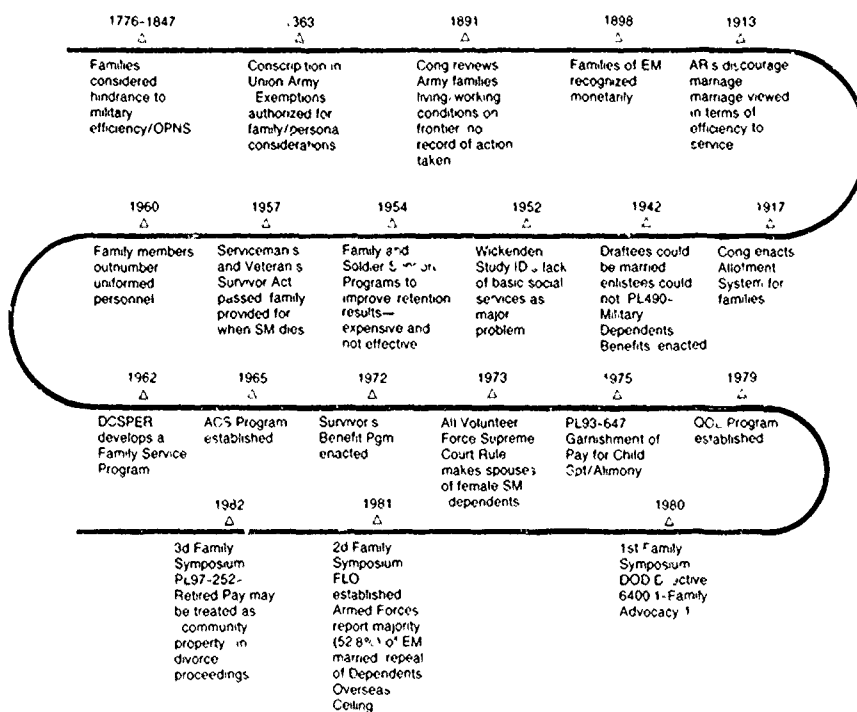 1776-1847
Families
considered
hindrance to
military
efficiency/OPNS
1363
Conscription in
Union Army
Exemptions
authorized for
family/persona
considerations
1891
Cong reviews
Army families
living, working
conditions on
frontier no
record of action
taken
1898
Families of EM
recognized
monetarily
1913
AR s discourage
marriage
marriage viewed
in terms of
efficiency to
service
1960
Family members
outnumber
uniformed
personnel
1957
Serviceman s
and Veteran s
Survivor Act
passed family
provided for
when SM dies
1954
Family and
Soldier
Programs to
improve retention
results—
expensive and
not effective
1952
Wickenden
Study ID s lack
of basic social
services as
major
problem
1942
Draftees could
be married
enlistees could
not PL490-
Military
Dependents
Benefits enacted
1917
Cong enacts
Allotment
System for
families
1962
DCSPER
develops a
Family Service
Program
1965
ACS Program
established
1972
Survivor s
Benefit Pgm
enacted
1973
All Volunteer
Force Supreme
Court Rule
makes spouses
of female SM
dependents
1975
PL93-647
Garnishment of
Pay for Child
Spt/Alimony
1979
Program
established
1982
3d Family
Symposium
PL97-252-
Retired Pay may
be treated as
community
property in
divorce
proceedings
1981
2d Family
Symposium
FLO
established
Armed Forces
report majority
(52 8%) of EM
married repeal
of Dependents
Overseas
Ceiling
1980
1st Family
Symposium
DOD
6400 1-Family
Advocacy